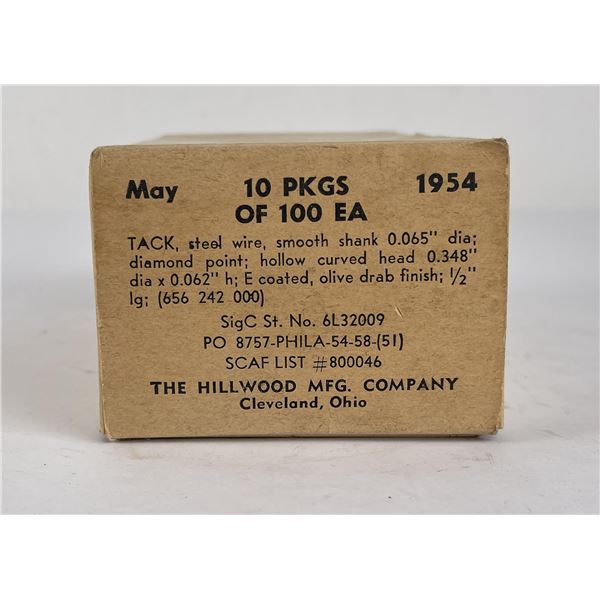 May 10 PKGS 1954
OF 100 EA
TACK, steel wire, smooth shank 0.065" dia;
diamond point; hollow curved head 0.348"
dia x 0.062" h; E coated, olive drab finish; 1/2"
lg; (656 242 000)
SigC St. No. 6L32009
PO 8757-PHILA-54-58-(51)
SCAF LIST #800046
THE HILLWOOD MFG. COMPANY
Cleveland, Ohio